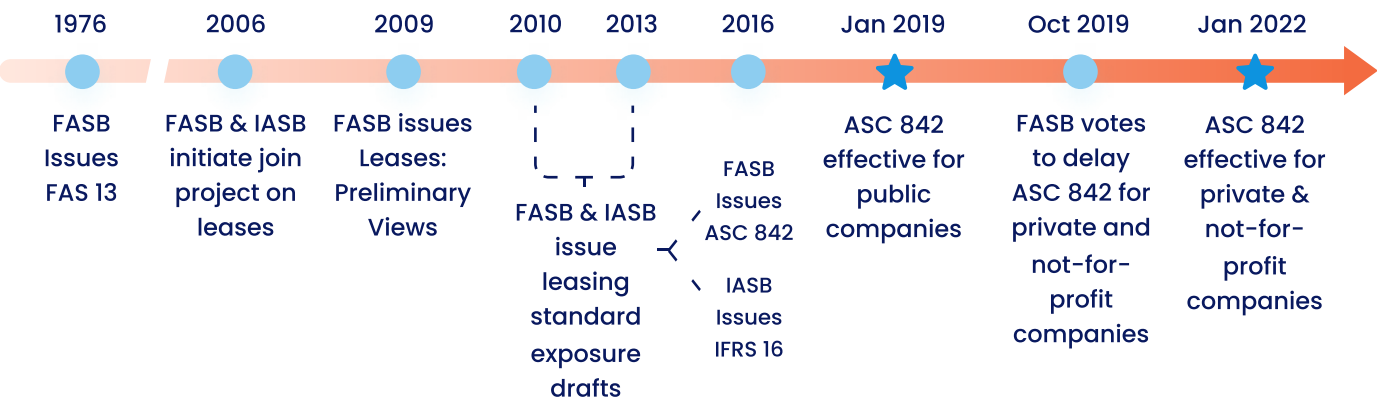 1976
2006
2009
2010
2013
2016
Jan 2019
Oct 2019
Jan 2022
FASB
Issues
FAS 13
FASB & IASB
initiate join
project on
leases
FASB issues
Leases:
Preliminary
Views
FASB & IASB
issue
leasing
standard
exposure
drafts
FASB
Issues
ASC 842
IASB
Issues
IFRS 16
ASC 842
effective for
public
companies
FASB votes
to delay
ASC 842 for
private and
not-for-
profit
companies
ASC 842
effective for
private &
not-for-
profit
companies